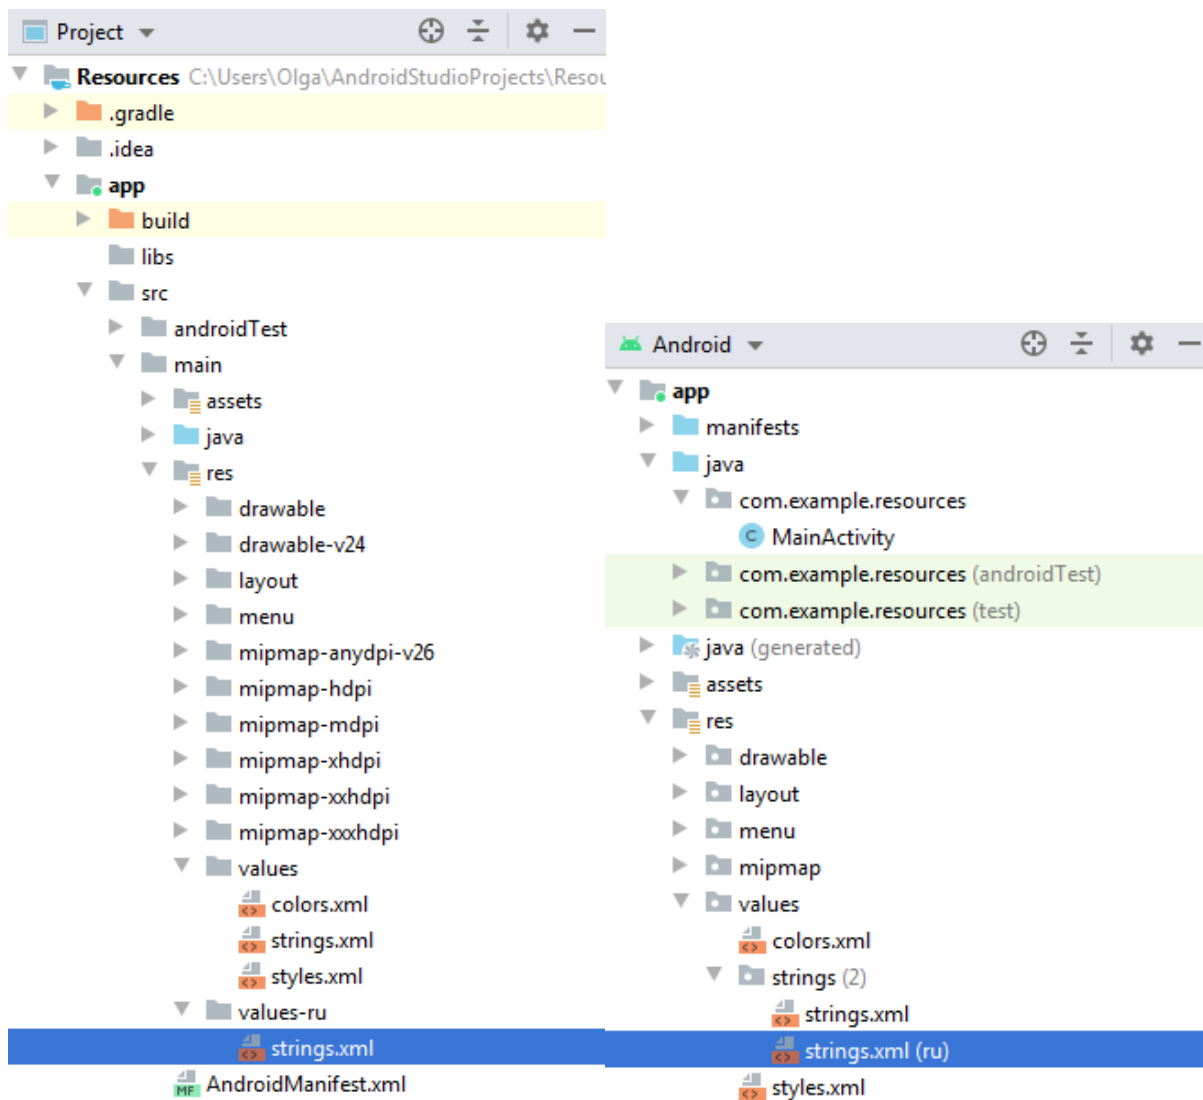 Project
Resources C:\Users\Olga\AndroidStudioProjects\Resou
.gradle
.idea
app
build
libs
src
androidTest
main
assets
java
res
drawable
drawable-v24
layout
menu
mipmap-anydpi-v26
mipmap-hdpi
mipmap-mdpi
mipmap-xhdpi
mipmap-xxhdpi
mipmap-xxxhdpi
values
colors.xml
strings.xml
styles.xml
values-ru
strings.xml
MF AndroidManifest.xml
Android
app
manifests
java
com.example.resources
C MainActivity
com.example.resources (androidTest)
com.example.resources (test)
java (generated)
assets
res
drawable
layout
menu
mipmap
values
colors.xml
strings (2)
strings.xml
strings.xml (ru)
styles.xml